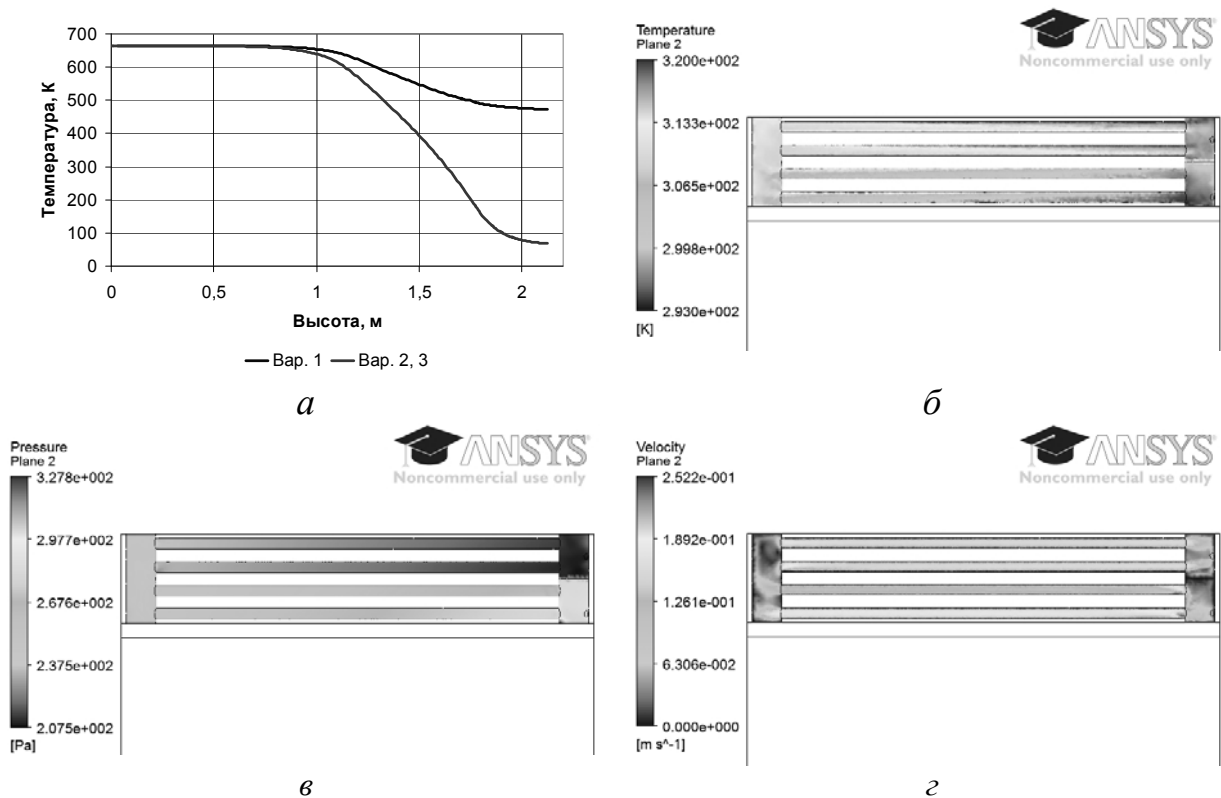 Температура, К
700
600
500
400
300
200
100
0
0
0,5
1
1,5
2
Высота, м
Вар. 1
Вар. 2, 3
а
Temperature
Plane 2
3.200e+002
3.133e+002
3.065e+002
2.998e+002
2.930e+002
[K]
ANSYS
Noncommercial use only
б
Pressure
Plane 2
3.278e+002
2.977e+002
2.676e+002
2.375e+002
2.075e+002
[Pa]
ANSYS
Noncommercial use only
в
Velocity
Plane 2
2.522e-001
1.892e-001
1.261e-001
6.306e-002
0.000e+000
[m s^-1]
ANSYS
Noncommercial use only
г